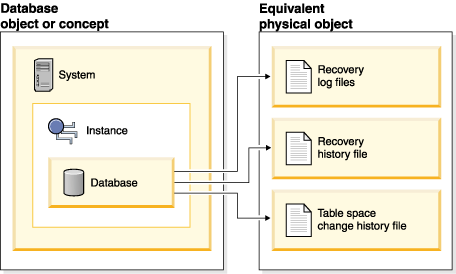 Database
object or concept
Equivalent
physical object
System
Instance
Database
Recovery
log files
Recovery
history file
Table space
change history file